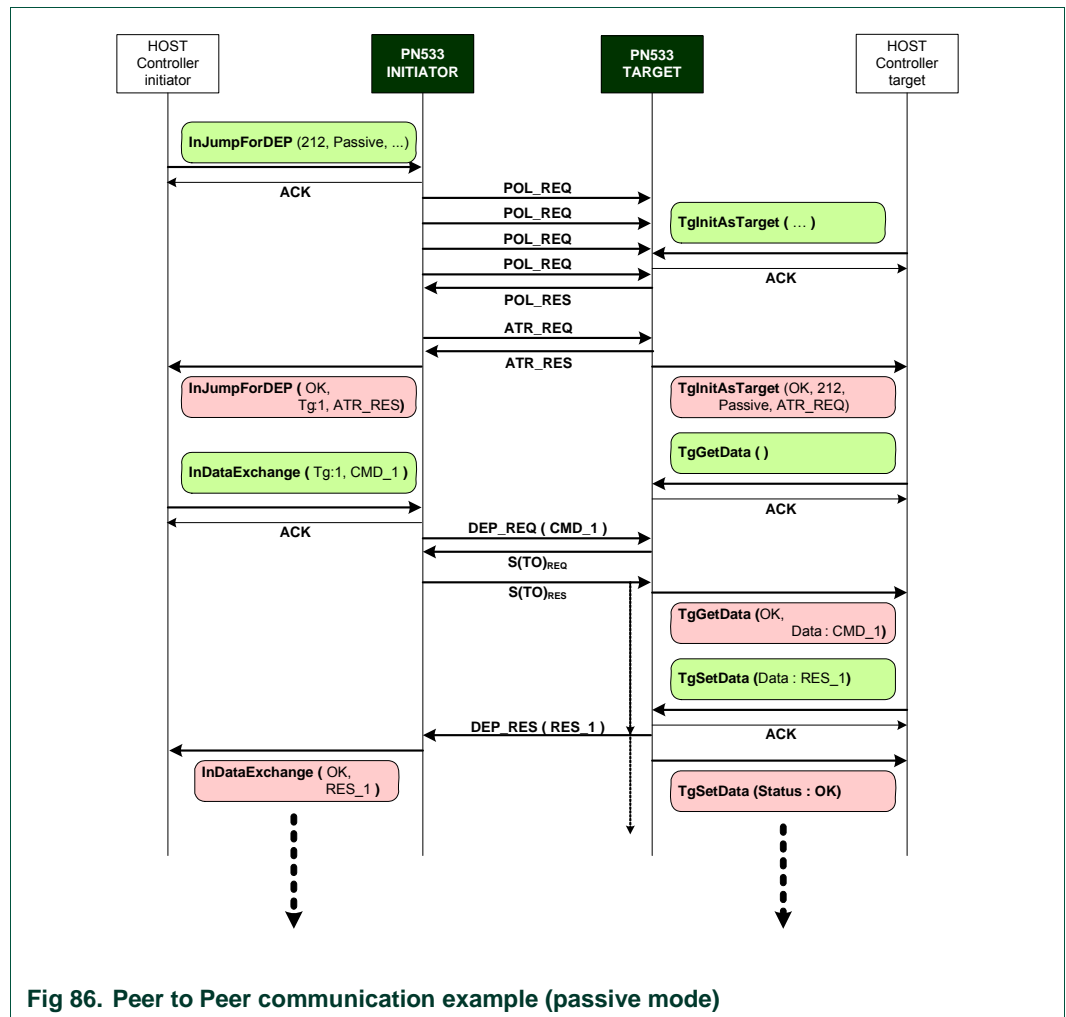 HOST
Controller
initiator
PN533
INITIATOR
PN533
TARGET
HOST
Controller
target
InJumpForDEP (212, Passive, ...)
ACK
POL_REQ
POL_REQ
TgInitAsTarget ( ... )
POL_REQ
POL_REQ
ACK
POL_RES
ATR_REQ
ATR_RES
InJumpForDEP ( OK,
Tg:1, ATR_RES)
TgInitAsTarget (OK, 212,
Passive, ATR_REQ)
TgGetData ( )
InDataExchange ( Tg:1, CMD_1 )
ACK
ACK
DEP_REQ ( CMD_1 )
S(TO)REQ
S(TO)RES
TgGetData (OK,
Data : CMD_1)
TgSetData (Data : RES_1)
DEP_RES ( RES_1 )
ACK
InDataExchange ( OK,
RES_1 )
TgSetData (Status : OK)
Fig 86. Peer to Peer communication example (passive mode)